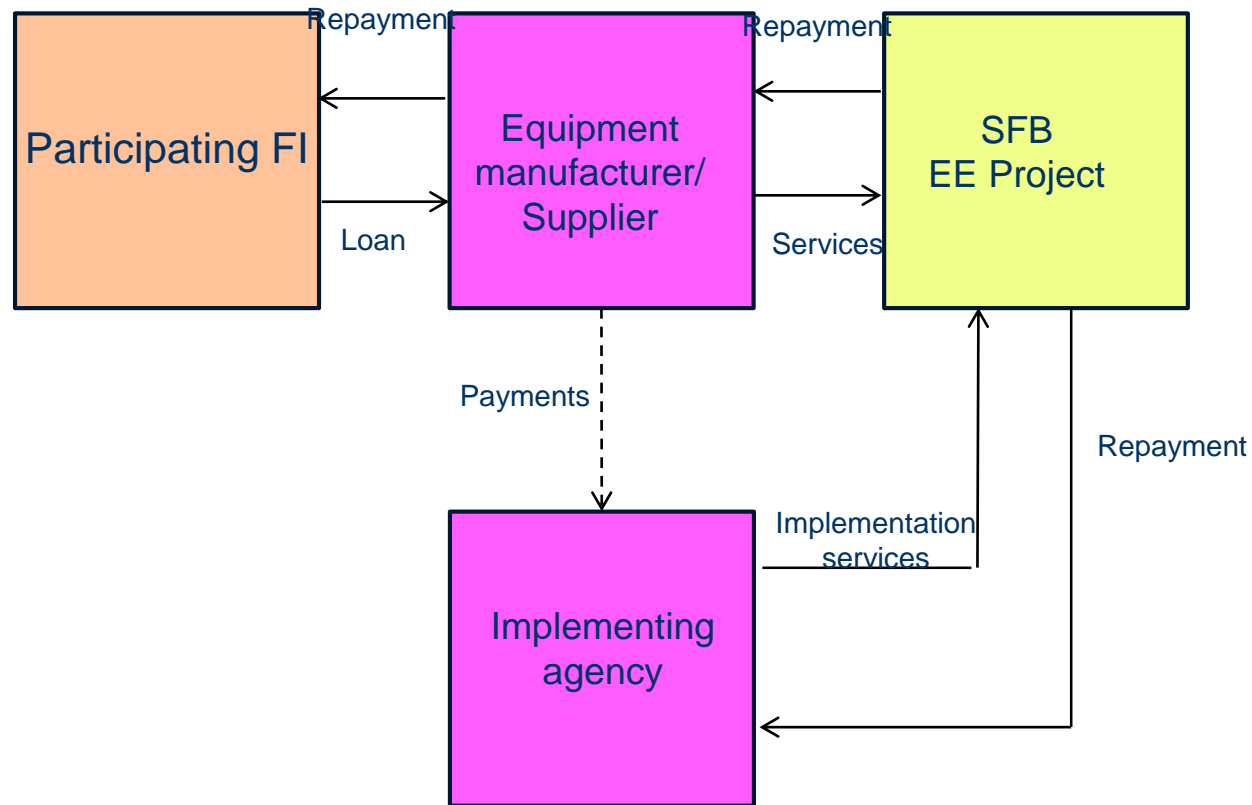 Repayment
Repayment
Participating FI
Equipment
manufacturer/
Supplier
SFB
EE Project
Loan
Services
Payments
Repayment
Implementation
services
Implementing
agency